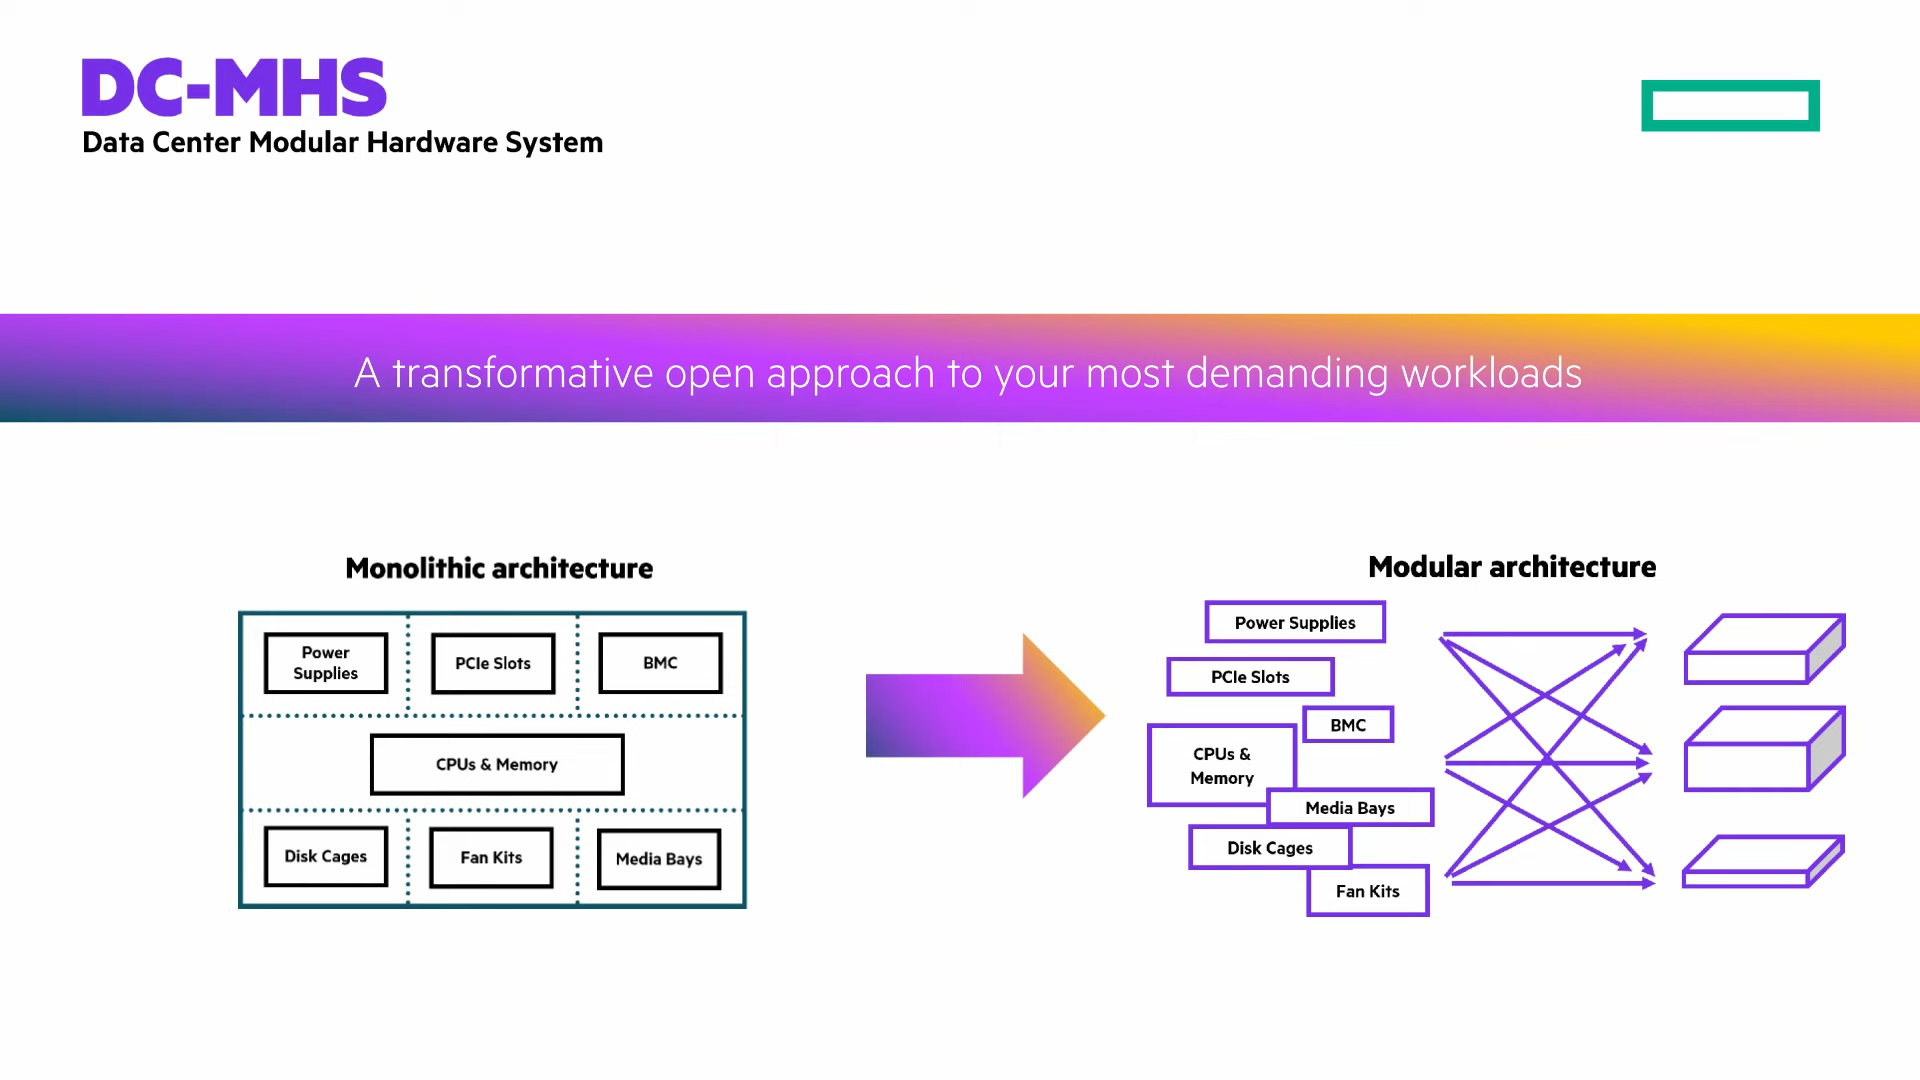 DC-MHS
Data Center Modular Hardware System
A transformative open approach to your most demanding workloads
Monolithic architecture
Power
Supplies
PCIe Slots
BMC
CPUs & Memory
Disk Cages
Fan Kits
Media Bays
Modular architecture
Power Supplies
PCIe Slots
BMC
CPUs &
Memory
Media Bays
Disk Cages
Fan Kits